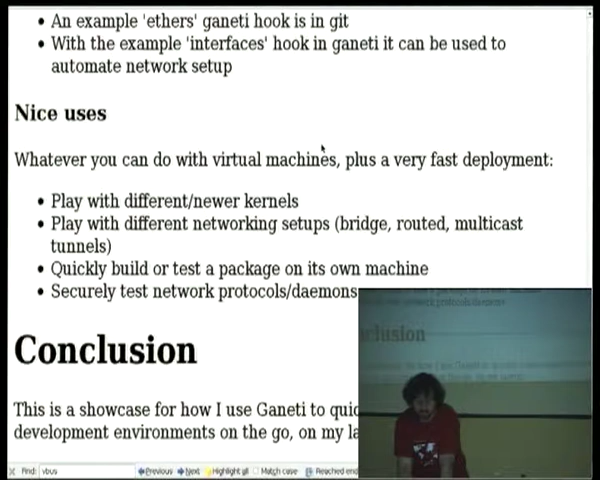 • An example 'ethers' ganeti hook is in git
• With the example 'interfaces' hook in ganeti it can be used to
automate network setup
Nice uses
Whatever you can do with virtual machines, plus a very fast deployment:
• Play with different/newer kernels
• Play with different networking setups (bridge, routed, multicast
tunnels)
• Quickly build or test a package on its own machine
• Securely test network protocols/daemons
Conclusion
This is a showcase for how I use Ganeti to
development environments on the go, on my
Find: vbus Previous Next Highlight all Match case Reached end